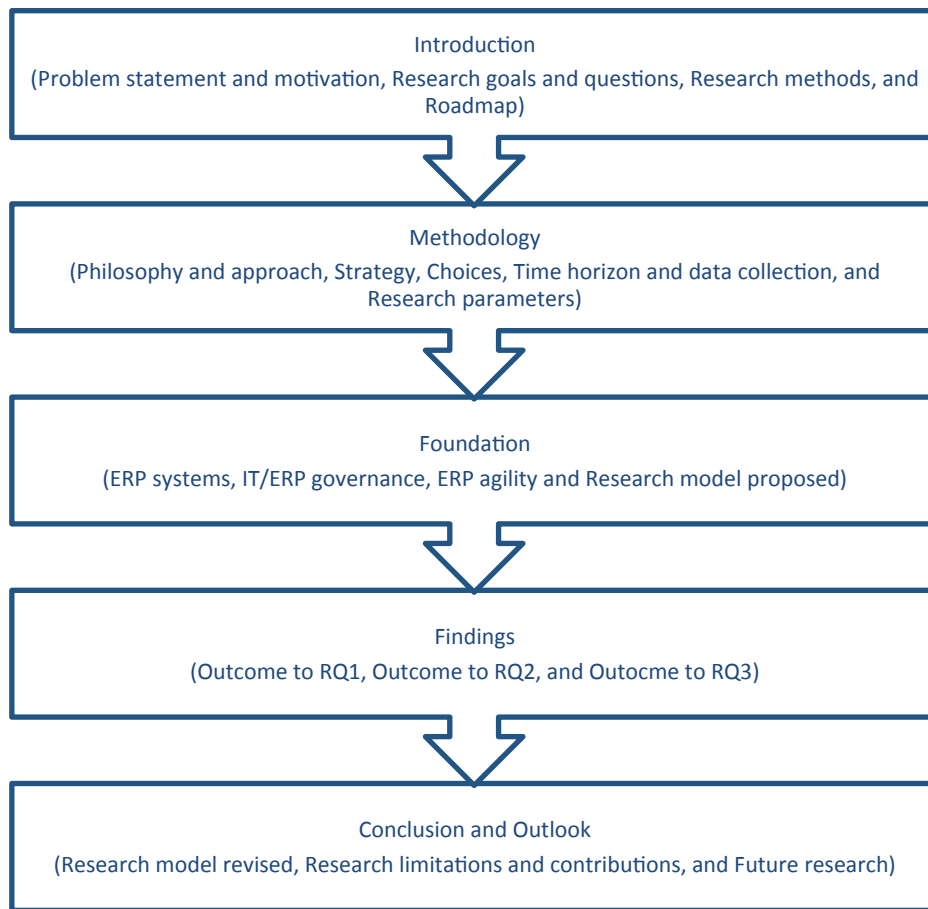 Introduction
(Problem statement and motivation, Research goals and questions, Research methods, and
Roadmap)
Methodology
(Philosophy and approach, Strategy, Choices, Time horizon and data collection, and
Research parameters)
Foundation
(ERP systems, IT/ERP governance, ERP agility and Research model proposed)
Findings
(Outcome to RQ1, Outcome to RQ2, and Outocme to RQ3)
Conclusion and Outlook
(Research model revised, Research limitations and contributions, and Future research)